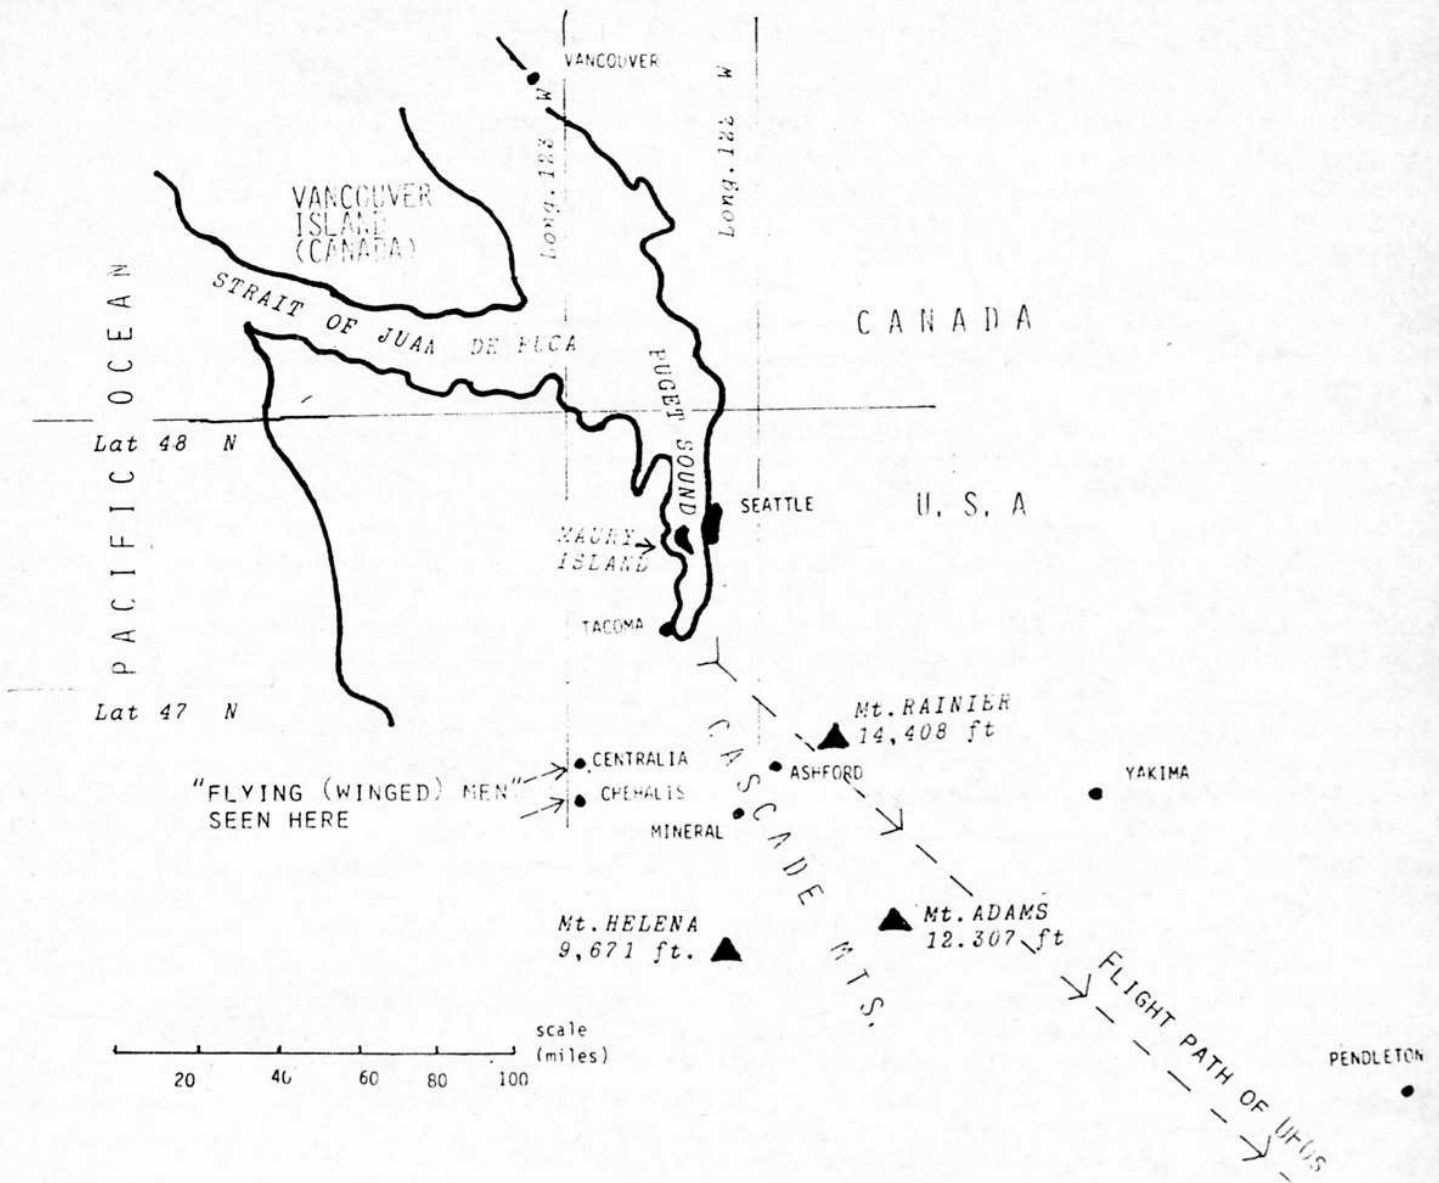 VANCOUVER
Long. 123 W
Long. 122 W
VANCOUVER
ISLAND
(CANADA)
STRAIT OF JUAA DE FUCA
CANADA
PACIFIC OCEAN
PUGET SOUND
Lat 48 N
SEATTLE
U.S.A
MAURY
ISLAND
TACOMA
Lat 47 N
Mt.RAINIER
14,408 ft
CENTRALIA
ASHFORD
YAKIMA
"FLYING (WINGED) MEN"
SEEN HERE
CHEHALIS
MINERAL
CASCADE MTS.
Mt.HELENA
9,671 ft.
Mt.ADAMS
12.307 ft
FLIGHT PATH OF UFOS
scale
(miles)
20 40 60 80 100
PENDLETON